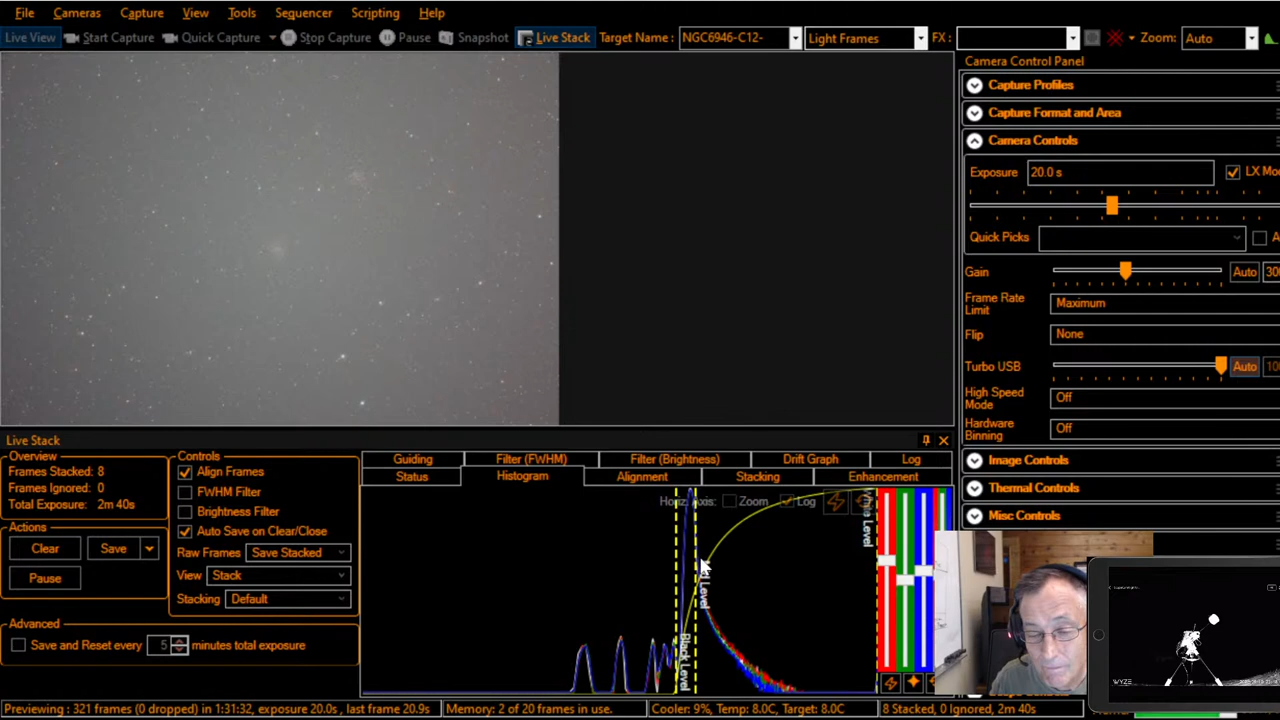 File Cameras Capture View Tools Sequencer Scripting Help
Live View Start Capture Quick Capture Stop Capture Pause Snapshot Live Stack Target Name : NGC6946-C12- Light Frames FX : Zoom: Auto
Camera Control Panel
Capture Profiles
Capture Format and Area
Camera Controls
Exposure 20.0 s LX Mo
Quick Picks A
Gain Auto 300
Frame Rate Limit Maximum
Flip None
Turbo USB Auto
High Speed Mode Off
Hardware Binning Off
Image Controls
Thermal Controls
Misc Controls
Live Stack
Overview
Frames Stacked: 8
Frames Ignored: 0
Total Exposure: 2m 40s
Actions
Clear Save
Pause
Controls
Align Frames
FWHM Filter
Brightness Filter
Auto Save on Clear/Close
Raw Frames Save Stacked
View Stack
Stacking Default
Advanced
Save and Reset every 5 minutes total exposure
Guiding Filter (FWHM) Filter (Brightness) Drift Graph Log
Status Histogram Alignment Stacking Enhancement
Horiz. Axis: Zoom Log
Black Level
Level
White Level
WYZE
Previewing : 321 frames (0 dropped) in 1:31:32, exposure 20.0s , last frame 20.9s Memory: 2 of 20 frames in use. Cooler: 9%, Temp: 8.0C, Target: 8.0C 8 Stacked, 0 Ignored, 2m 40s